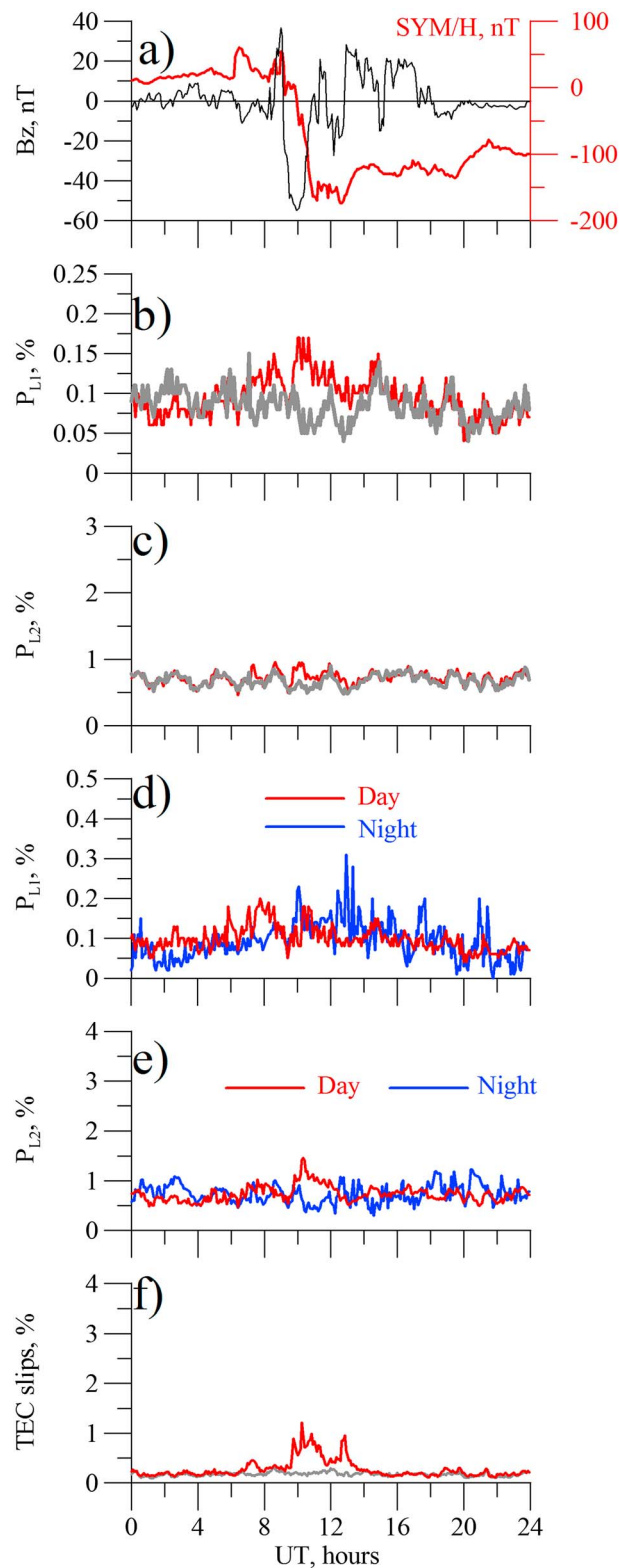 SYM/H, nT
a)
40
20
0
-20
-40
-60
Bz, nT
100
0
-100
-200
b)
0.25
0.2
0.15
0.1
0.05
0
P_L1, %
c)
3
2
1
0
P_L2, %
d)
Day
Night
0.5
0.4
0.3
0.2
0.1
0
P_L1, %
e)
Day Night
4
3
2
1
0
P_L2, %
f)
4
3
2
1
0
TEC slips, %
0 4 8 12 16 20 24
UT, hours